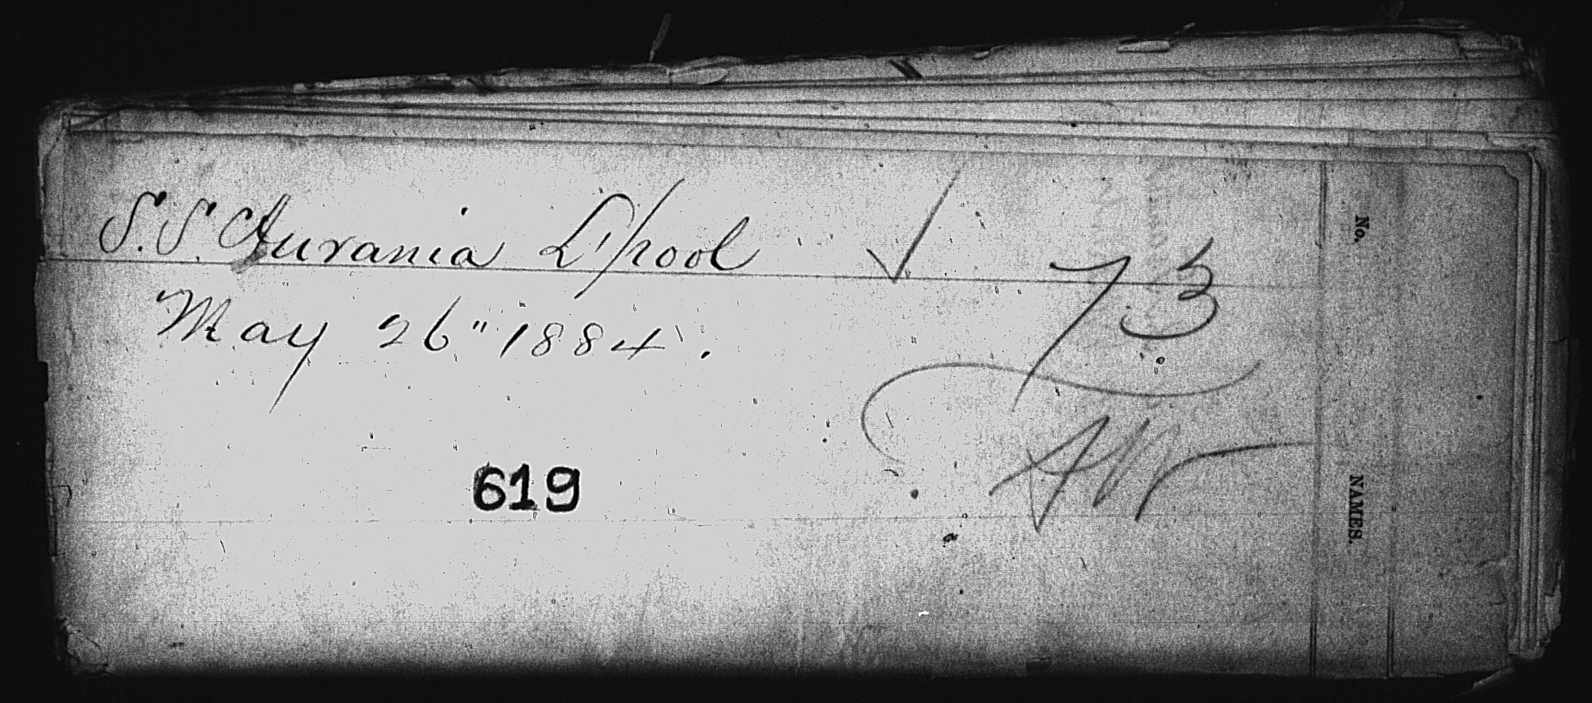 S.S. Aurania L'pool
May 26" 1884.
73
619
No.
NAMES.